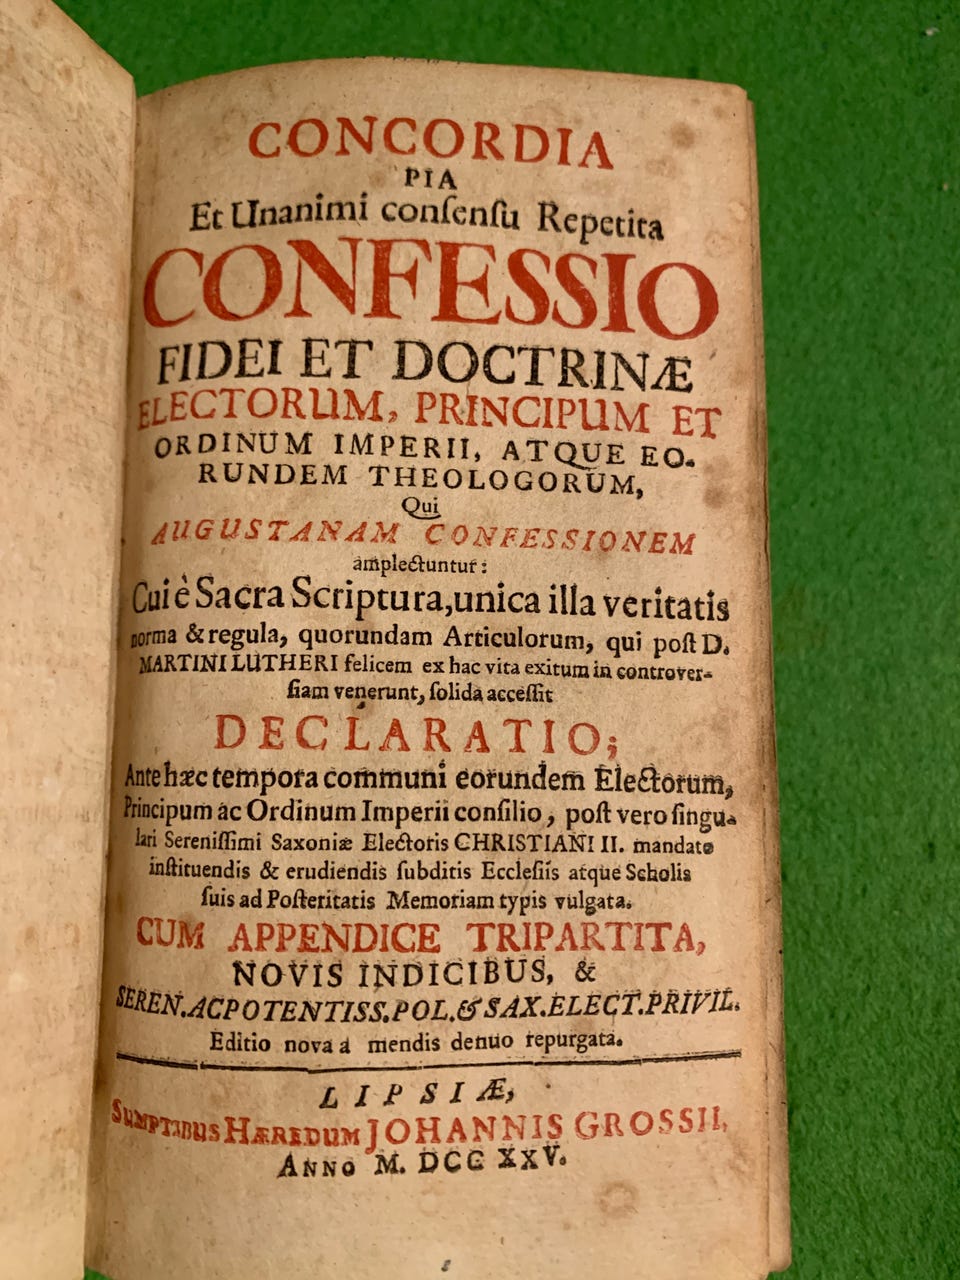 CONCORDIA
PIA
Et Unanimi conſenſu Repetita
CONFESSIO
FIDEI ET DOCTRINÆ
ELECTORUM, PRINCIPUM ET
ORDINUM IMPERII, ATQUE EO-
RUNDEM THEOLOGORUM,
Qui
AUGUSTANAM CONFESSIONEM
amplectuntur:
Cui è Sacra Scriptura, unica illa veritatis
norma & regula, quorundam Articulorum, qui poſt D.
MARTINI LUTHERI felicem ex hac vita exitum in controver-
ſiam venerunt, ſolida acceſſit
DECLARATIO;
Ante hæc tempora communi eorundem Electorum,
Principum ac Ordinum Imperii conſilio, poſt vero ſingu-
lari Sereniſſimi Saxoniæ Electoris CHRISTIANI II. mandato
inſtituendis & erudiendis ſubditis Eccleſiis atque Scholis
ſuis ad Poſteritatis Memoriam typis vulgata.
CUM APPENDICE TRIPARTITA,
NOVIS INDICIBUS, &
SEREN. AC POTENTISS. POL. & SAX. ELECT. PRIVIL.
Editio nova a mendis denuo repurgata.
LIPSIÆ,
SUMPTIBUS HÆREDUM JOHANNIS GROSSII,
ANNO M. DCC XXV.